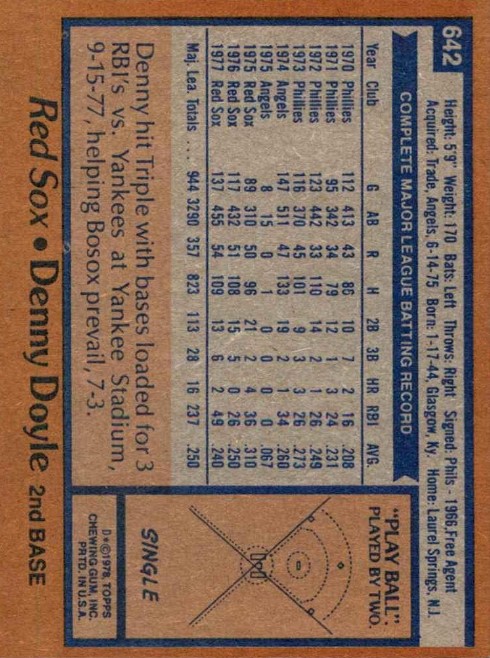 642
Height: 5'9" Weight: 170 Bats: Left Throws: Right Signed: Phils - 1966, Free Agent
Acquired: Trade, Angels, 6-14-75 Born: 1-17-44, Glasgow, Ky. Home: Laurel Springs, N.J.
COMPLETE MAJOR LEAGUE BATTING RECORD
Year Club G AB R H 2B 3B HR RBI AVG.
1970 Phillies 112 413 43 86 10 7 2 16 .208
1971 Phillies 95 342 34 79 12 1 3 24 .231
1972 Phillies 123 442 33 110 14 2 1 26 .249
1973 Phillies 116 370 45 101 9 3 3 26 .273
1974 Angels 147 511 47 133 19 2 1 34 .260
1975 Angels 8 15 0 1 0 0 0 0 .067
1975 Red Sox 89 310 50 96 21 2 4 36 .310
1976 Red Sox 117 432 51 108 15 5 0 26 .250
1977 Red Sox 137 455 54 109 13 6 2 49 .240
Maj. Lea. Totals ... 944 3290 357 823 113 28 16 237 .250
Denny hit Triple with bases loaded for 3
RBI's vs. Yankees at Yankee Stadium,
9-15-77, helping Bosox prevail, 7-3.
"PLAY BALL".
PLAYED BY TWO.
SINGLE
D*©1978, TOPPS
CHEWING GUM, INC.
PRTD. IN U.S.A.
Red Sox • Denny Doyle 2nd BASE